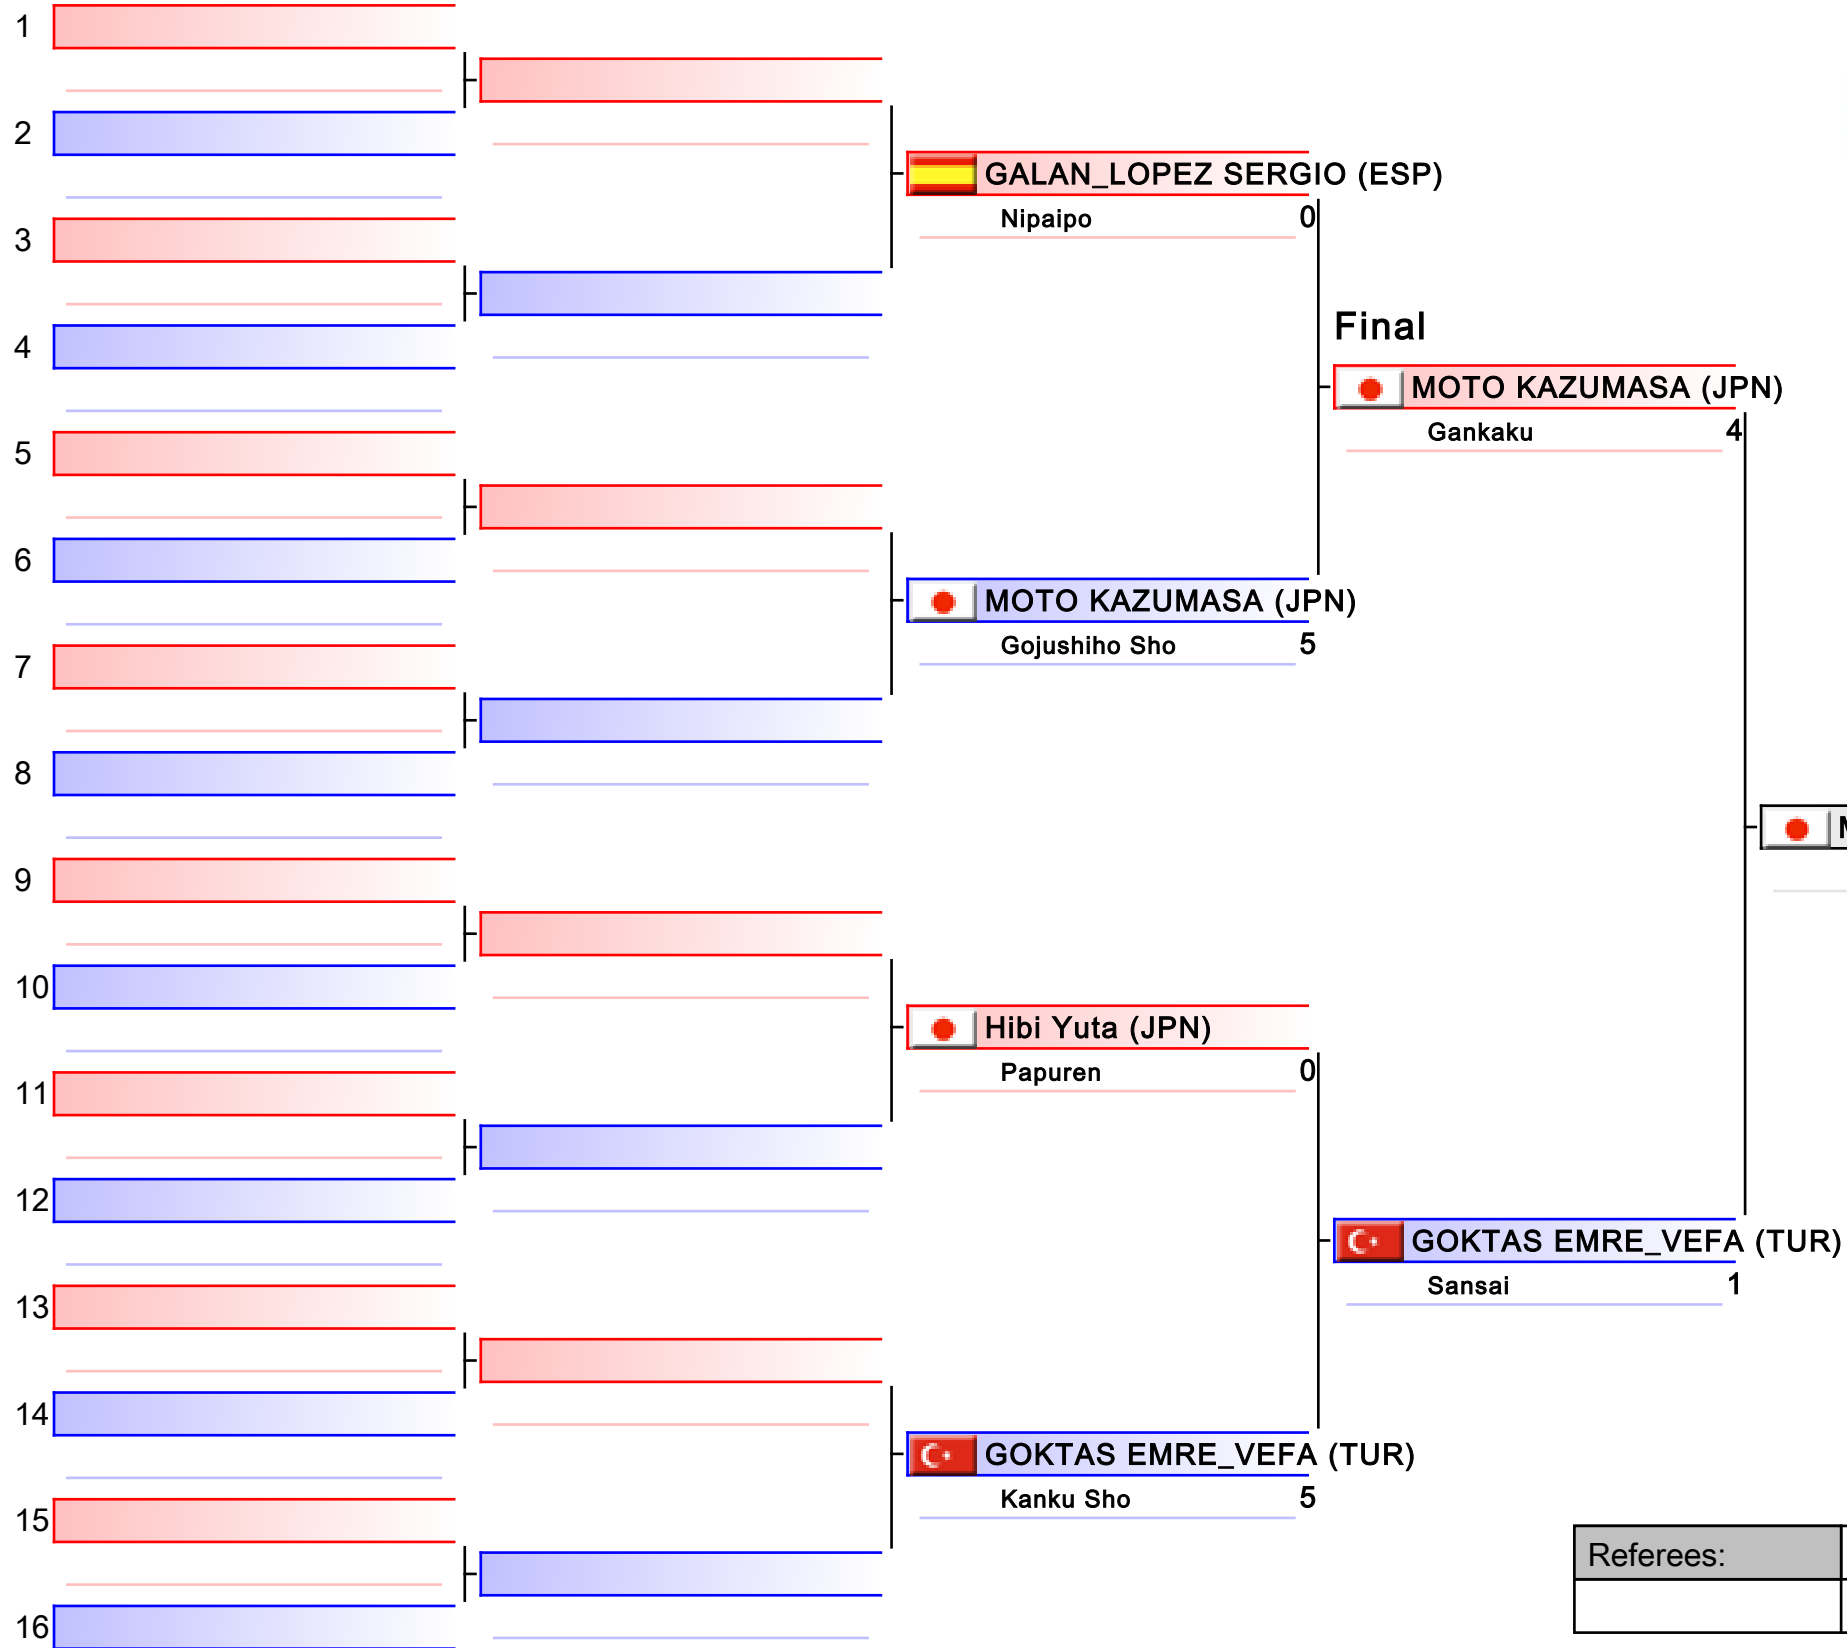 1
2
GALAN_LOPEZ SERGIO (ESP)
Nipaipo 0
3
Final
4
MOTO KAZUMASA (JPN)
Gankaku 4
5
6
MOTO KAZUMASA (JPN)
Gojushiho Sho 5
7
8
9
10
Hibi Yuta (JPN)
Papuren 0
11
12
GOKTAS EMRE_VEFA (TUR)
Sansai 1
13
14
GOKTAS EMRE_VEFA (TUR)
Kanku Sho 5
15
Referees:
16